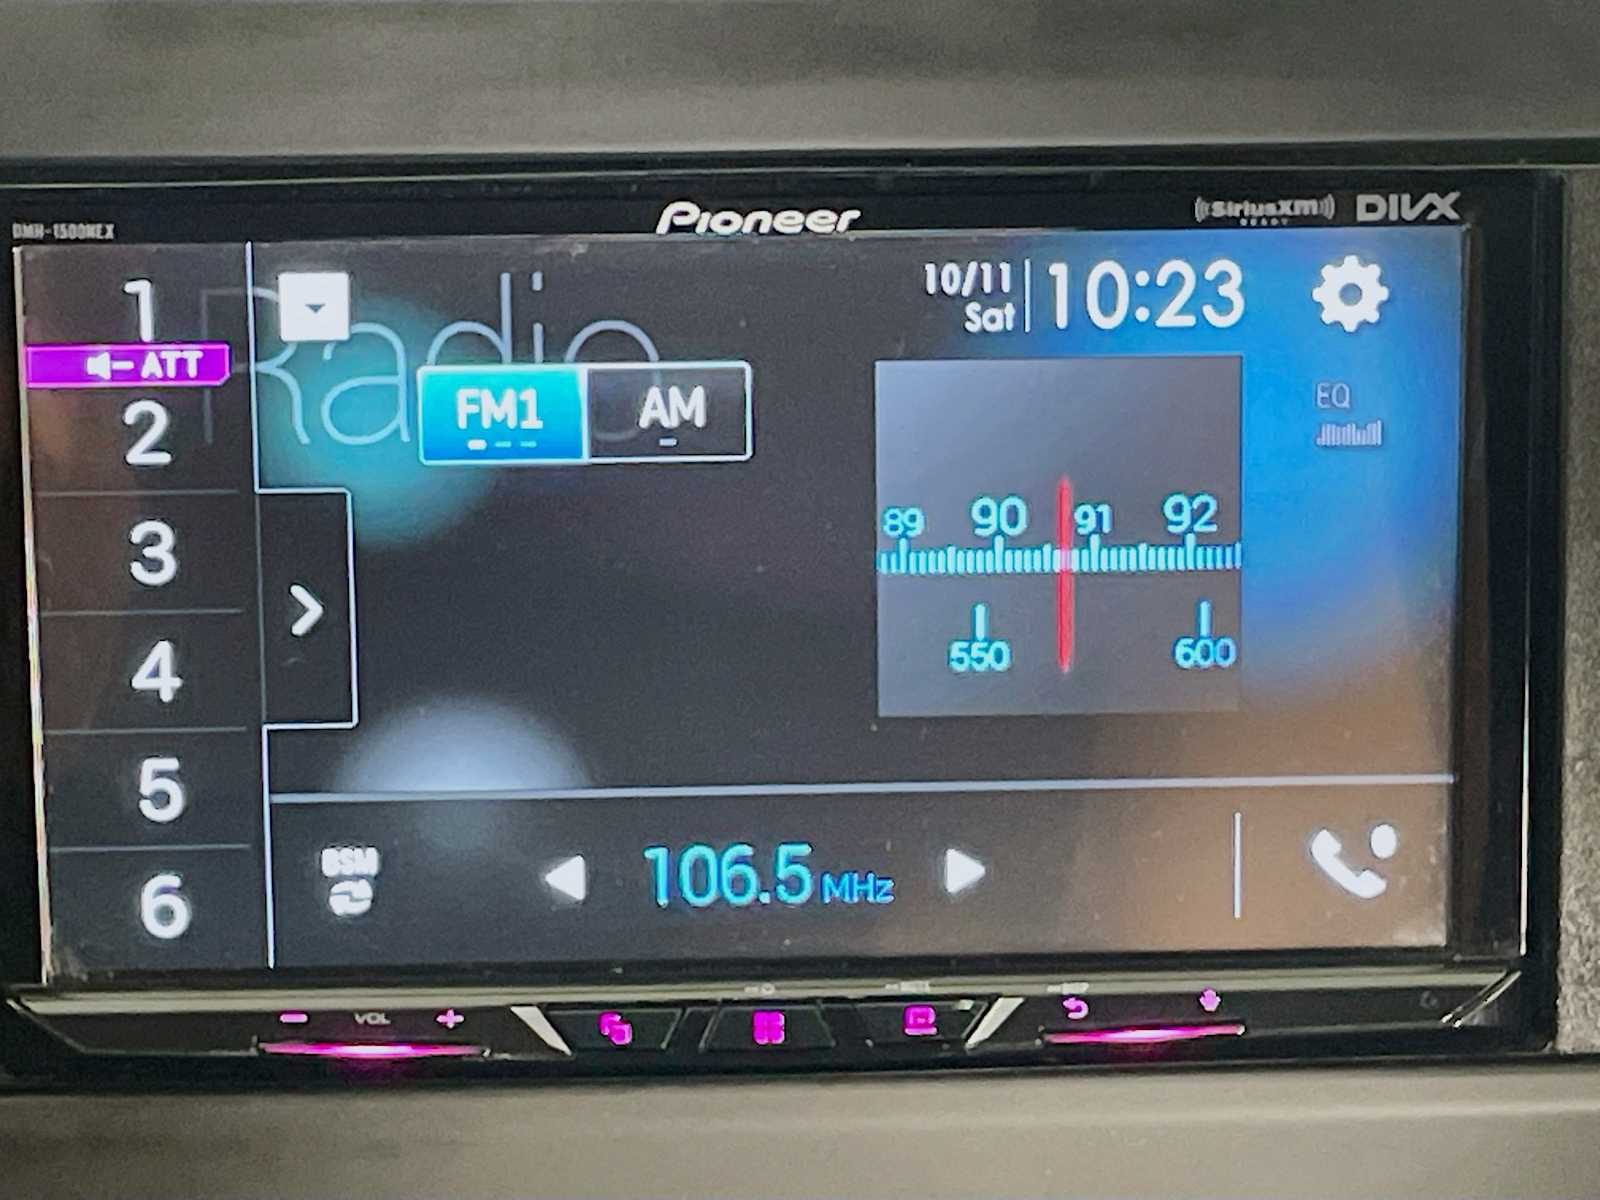 Pioneer
((SiriusXM)) DIVX
READY
DMH-1500NEX
Radio
10/11
Sat
10:23
1
ATT
2
3
4
5
6
FM1 AM
EQ
89 90 91 92
550 600
BSM
106.5 MHz
- VOL +